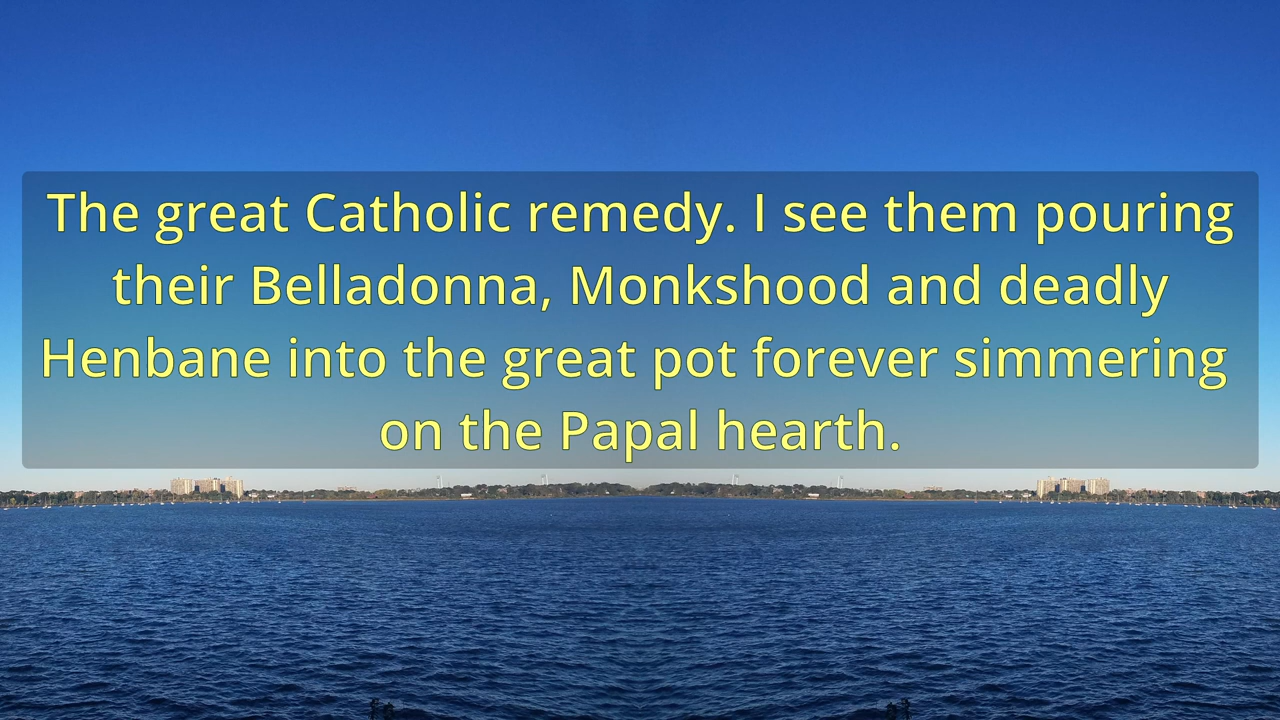 The great Catholic remedy. I see them pouring
their Belladonna, Monkshood and deadly
Henbane into the great pot forever simmering
on the Papal hearth.